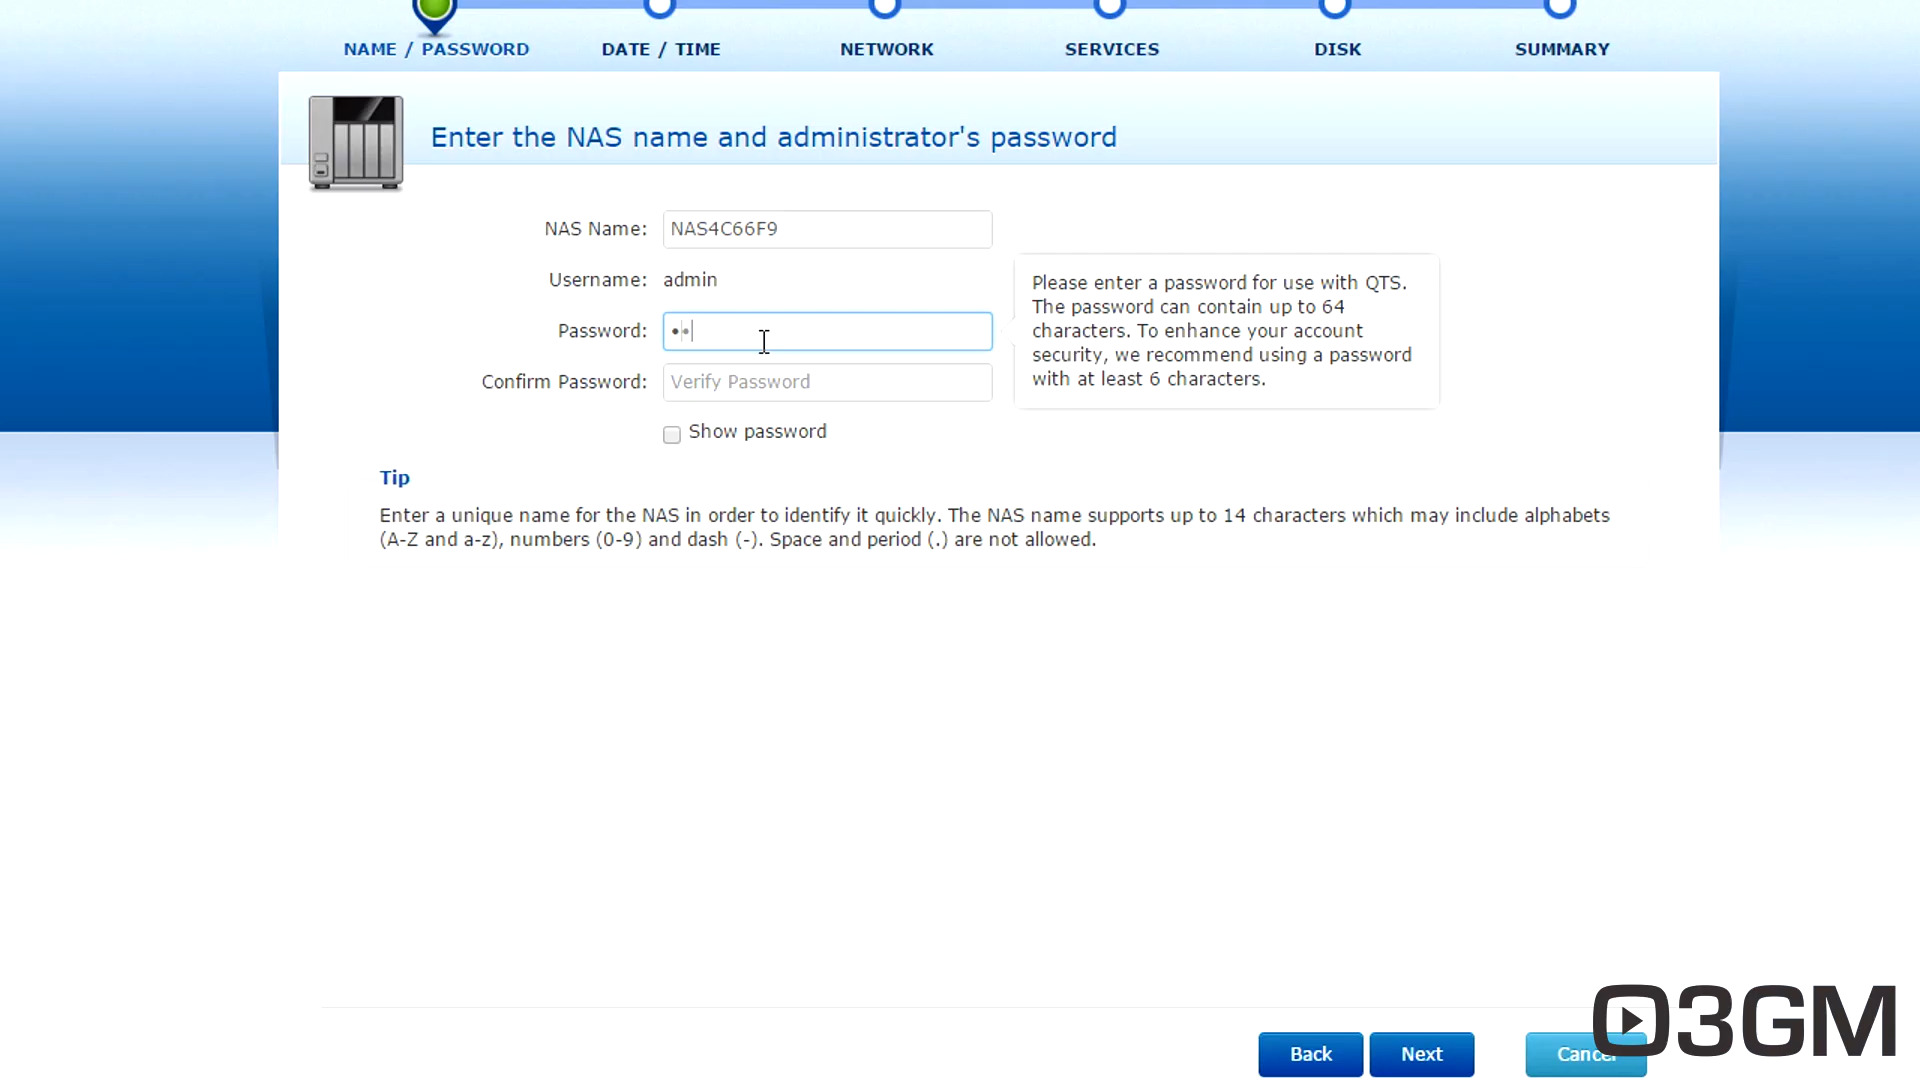 NAME / PASSWORD
DATE / TIME
NETWORK
SERVICES
DISK
SUMMARY
Enter the NAS name and administrator's password
NAS Name: NAS4C66F9
Username: admin
Password: ••
Confirm Password: Verify Password
Show password
Please enter a password for use with QTS.
The password can contain up to 64
characters. To enhance your account
security, we recommend using a password
with at least 6 characters.
Tip
Enter a unique name for the NAS in order to identify it quickly. The NAS name supports up to 14 characters which may include alphabets
(A-Z and a-z), numbers (0-9) and dash (-). Space and period (.) are not allowed.
Back
Next
Cancel
3GM